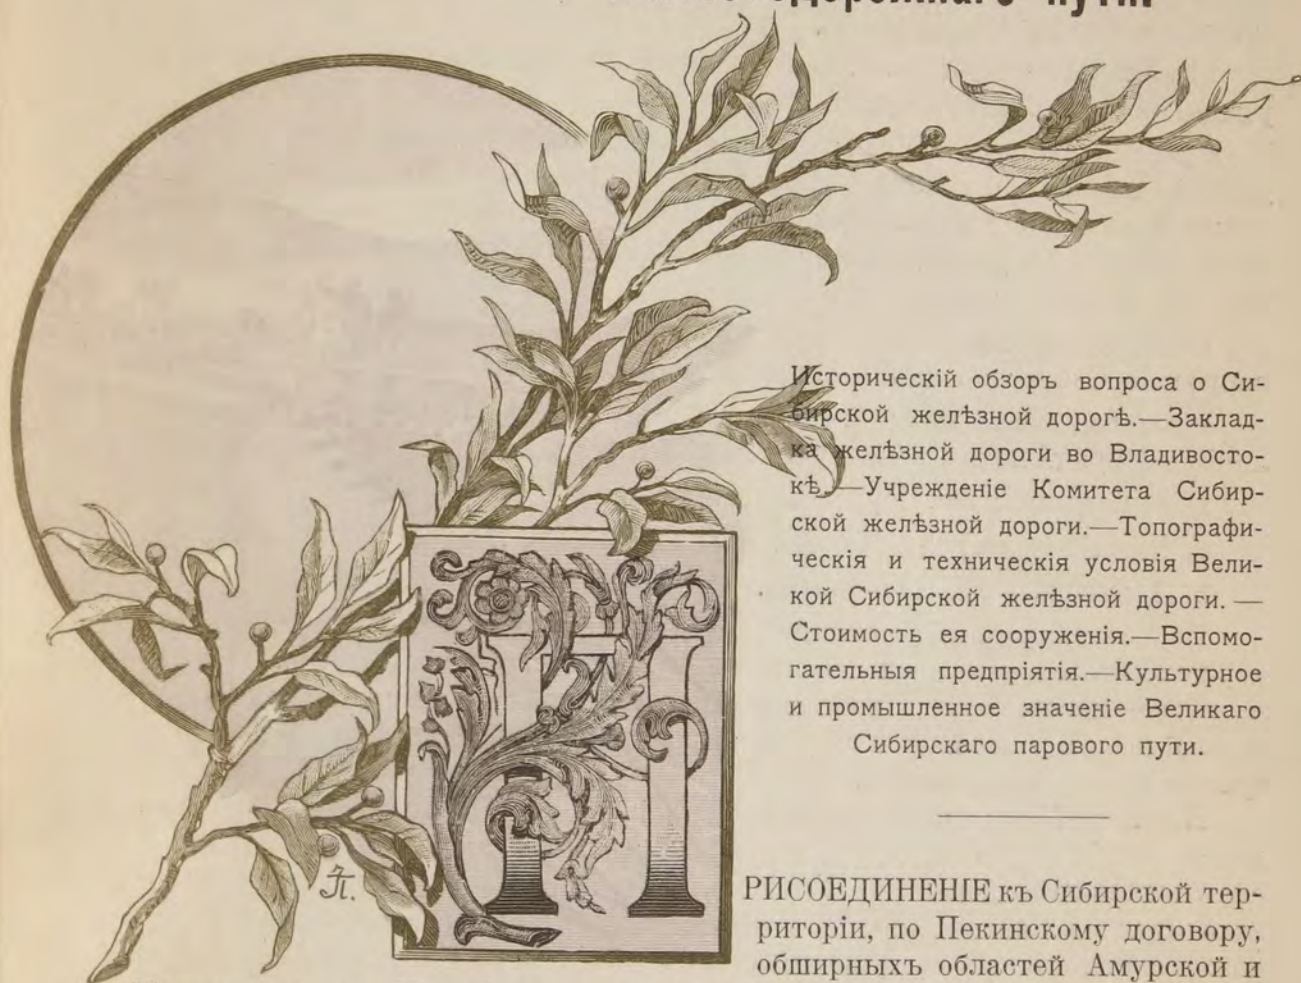 пути.
Историческій обзоръ вопроса о Си-
бирской желѣзной дорогѣ.—Заклад-
ка желѣзной дороги во Владивосто-
кѣ.—Учрежденіе Комитета Сибир-
ской желѣзной дороги.—Топографи-
ческія и техническія условія Вели-
кой Сибирской желѣзной дороги.—
Стоимость ея сооруженія.—Вспомо-
гательныя предпріятія.—Культурное
и промышленное значеніе Великаго
Сибирскаго парового пути.
П
РИСОЕДИНЕНІЕ къ Сибирской тер-
риторіи, по Пекинскому договору,
обширныхъ областей Амурской и